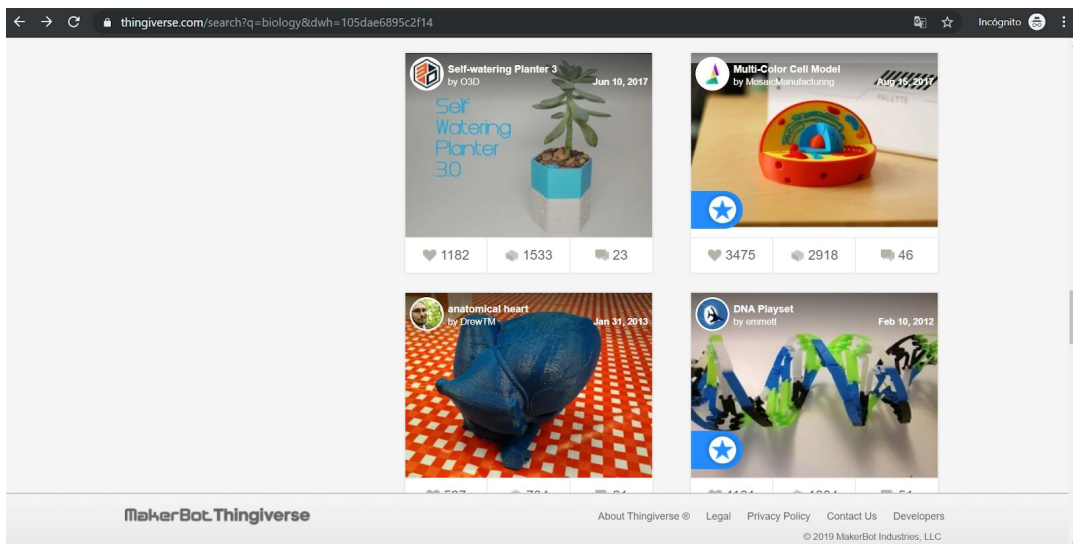 thingiverse.com/search?q=biology&dwh=105dae6895c2f14
Incógnito
Self-watering Planter 3
by O3D
Jun 10, 2017
Self
Watering
Planter
3.0
1182
1533
23
Multi-Color Cell Model
by MosaicManufacturing
Aug 15, 2017
PALETTE
3475
2918
46
anatomical heart
by DrewTM
Jan 31, 2013
DNA Playset
by emmett
Feb 10, 2012
MakerBot Thingiverse
About Thingiverse ®
Legal
Privacy Policy
Contact Us
Developers
© 2019 MakerBot Industries, LLC